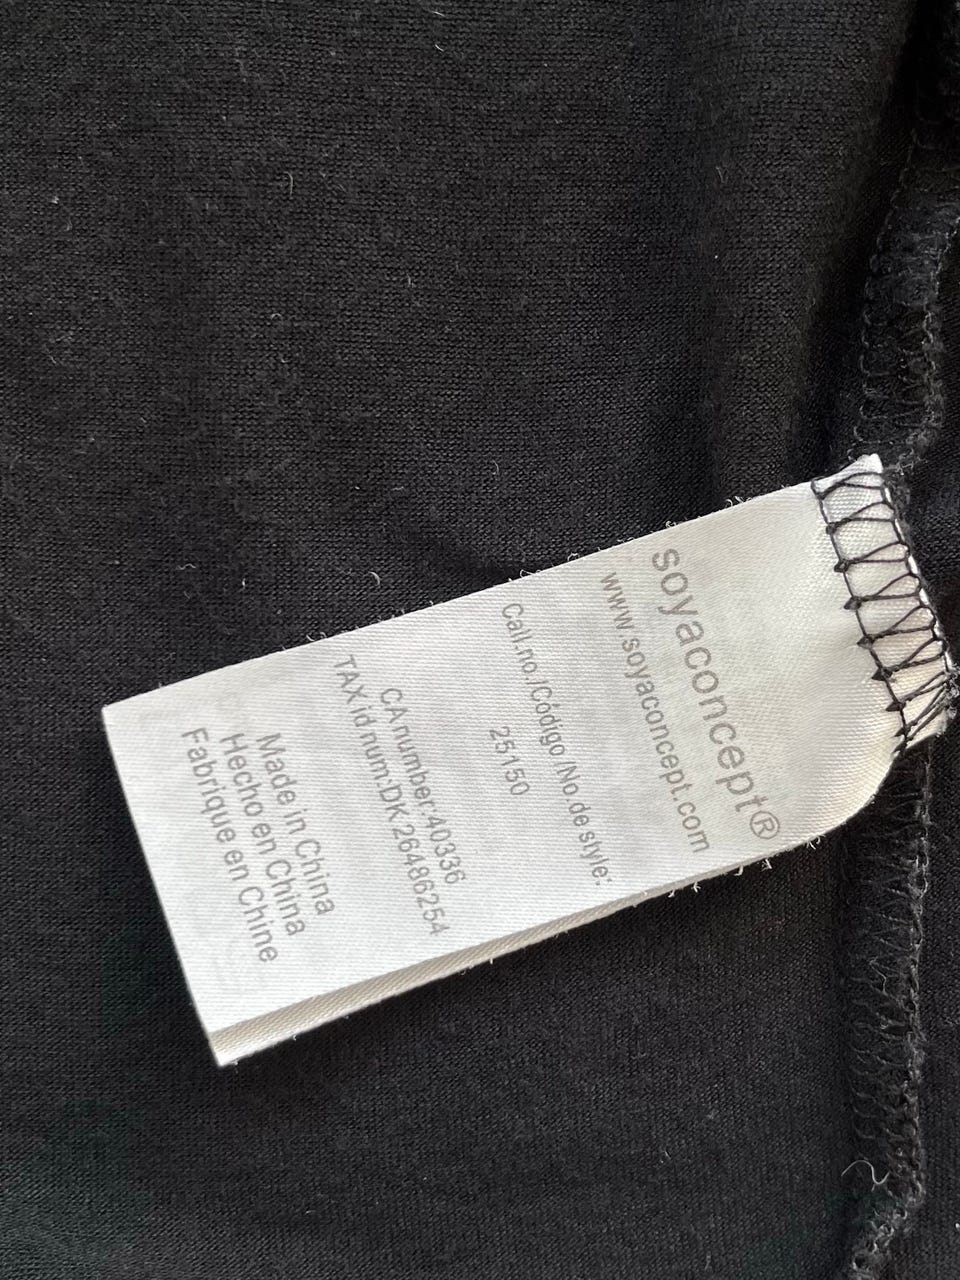 soyaconcept®
www.soyaconcept.com
Call.no./Código/No.de style:
25150
CA number:40336
TAX id num:DK 26486254
Made in China
Hecho en China
Fabrique en Chine